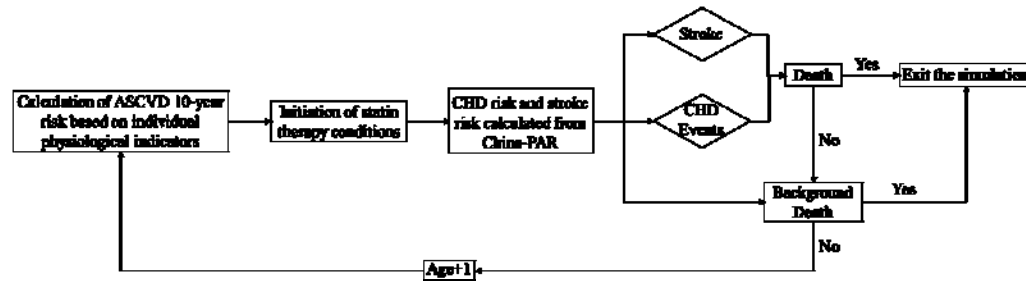 Calculation of ASCVD 10-year
risk based on individual
physiological indicators
Initiation of statin
therapy conditions
CHD risk and stroke
risk calculated from
China-PAR
Stroke
CHD
Events
Death
Yes
Exit the simulation
No
Background
Death
Yes
No
Age+1